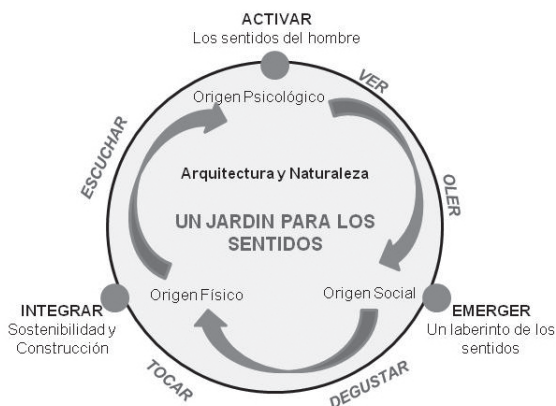 ACTIVAR
Los sentidos del hombre
VER
Origen Psicológico
ESCUCHAR
Arquitectura y Naturaleza
OLER
UN JARDIN PARA LOS
SENTIDOS
Origen Físico
Origen Social
INTEGRAR
Sostenibilidad y
Construcción
EMERGER
Un laberinto de los
sentidos
TOCAR
DEGUSTAR